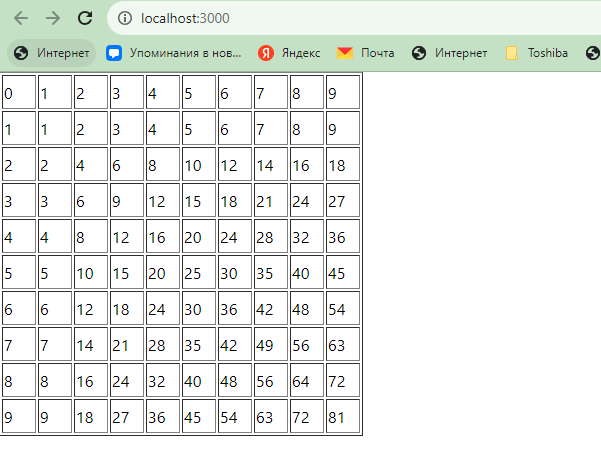 localhost:3000
Интернет Упоминания в нов... Яндекс Почта Интернет Toshiba
0 1 2 3 4 5 6 7 8 9
1 1 2 3 4 5 6 7 8 9
2 2 4 6 8 10 12 14 16 18
3 3 6 9 12 15 18 21 24 27
4 4 8 12 16 20 24 28 32 36
5 5 10 15 20 25 30 35 40 45
6 6 12 18 24 30 36 42 48 54
7 7 14 21 28 35 42 49 56 63
8 8 16 24 32 40 48 56 64 72
9 9 18 27 36 45 54 63 72 81